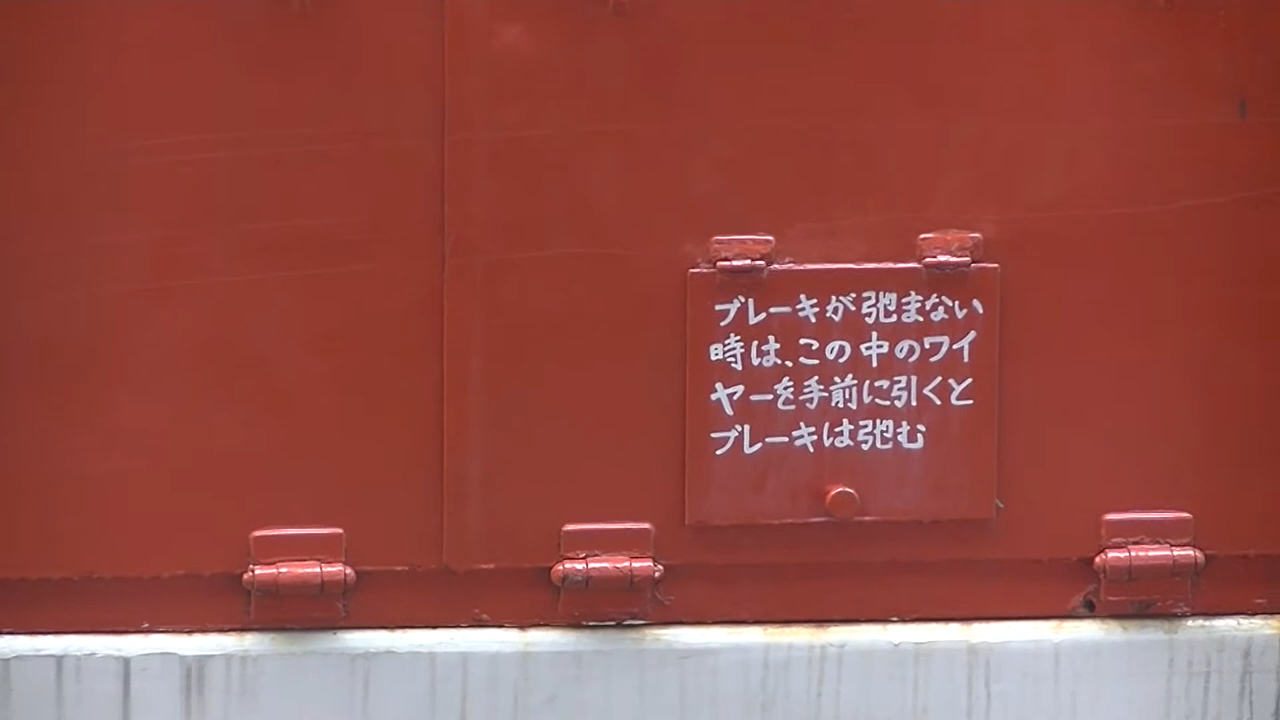 ブレーキが弛まない
時は、この中のワイ
ヤーを手前に引くと
ブレーキは弛む